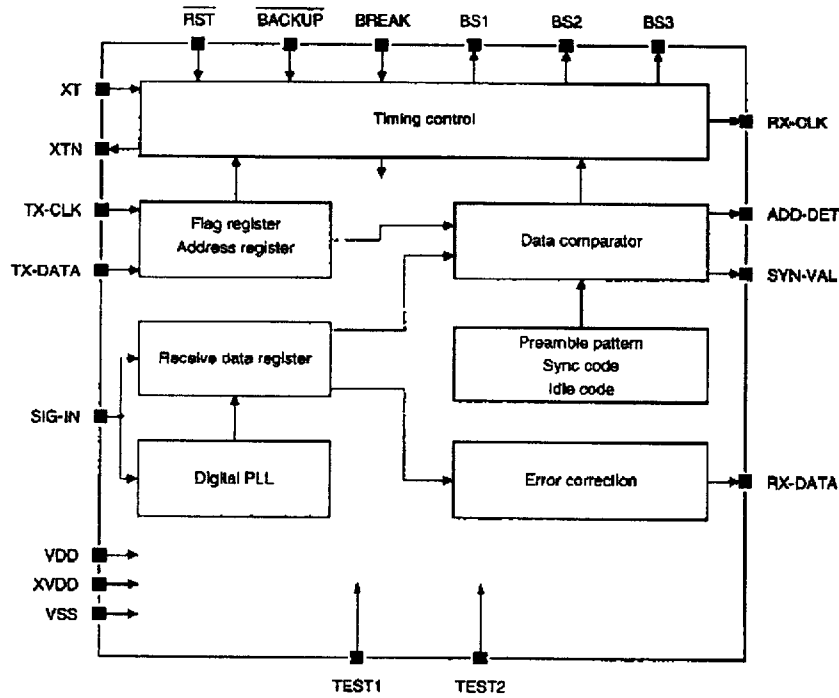 RST
BACKUP
BREAK
BS1
BS2
BS3
XT
Timing control
RX-CLK
XTN
TX-CLK
Flag register
Address register
Data comparator
ADD-DET
TX-DATA
SYN-VAL
Receive data register
Preamble pattern
Sync code
Idle code
SIG-IN
Digital PLL
Error correction
RX-DATA
VDD
XVDD
VSS
TEST1
TEST2